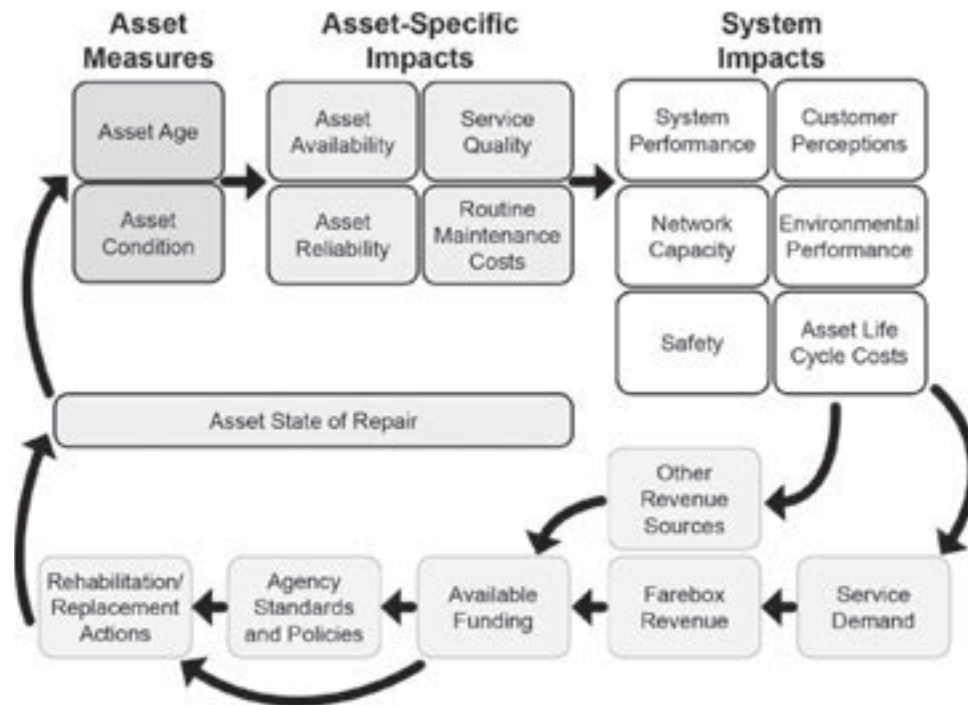 Asset
Measures
Asset-Specific
Impacts
System
Impacts
Asset Age
Asset
Availability
Service
Quality
System
Performance
Customer
Perceptions
Asset
Condition
Asset
Reliability
Routine
Maintenance
Costs
Network
Capacity
Environmental
Performance
Safety
Asset Life
Cycle Costs
Asset State of Repair
Other
Revenue
Sources
Rehabilitation/
Replacement
Actions
Agency
Standards
and Policies
Available
Funding
Farebox
Revenue
Service
Demand